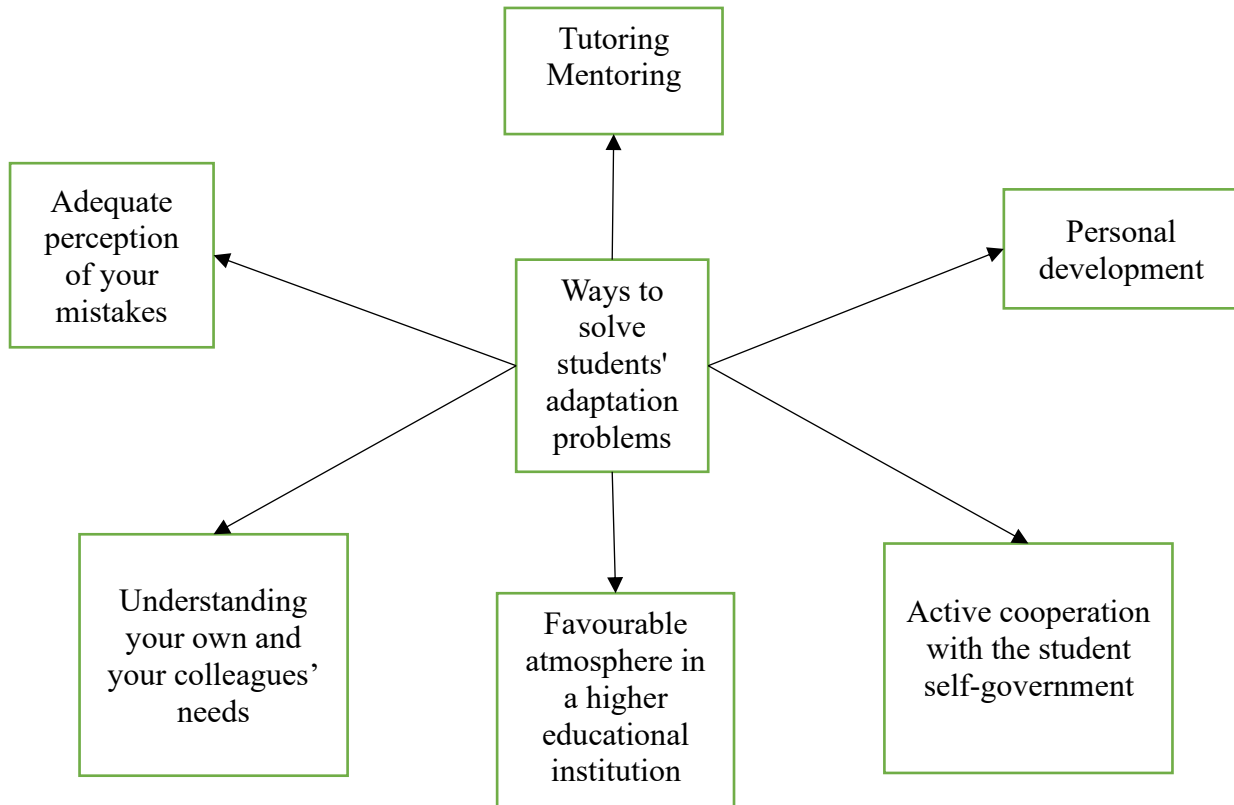 Tutoring
Mentoring
Adequate
perception
of your
mistakes
Personal
development
Ways to
solve
students'
adaptation
problems
Understanding
your own and
your colleagues’
needs
Favourable
atmosphere in
a higher
educational
institution
Active cooperation
with the student
self-government